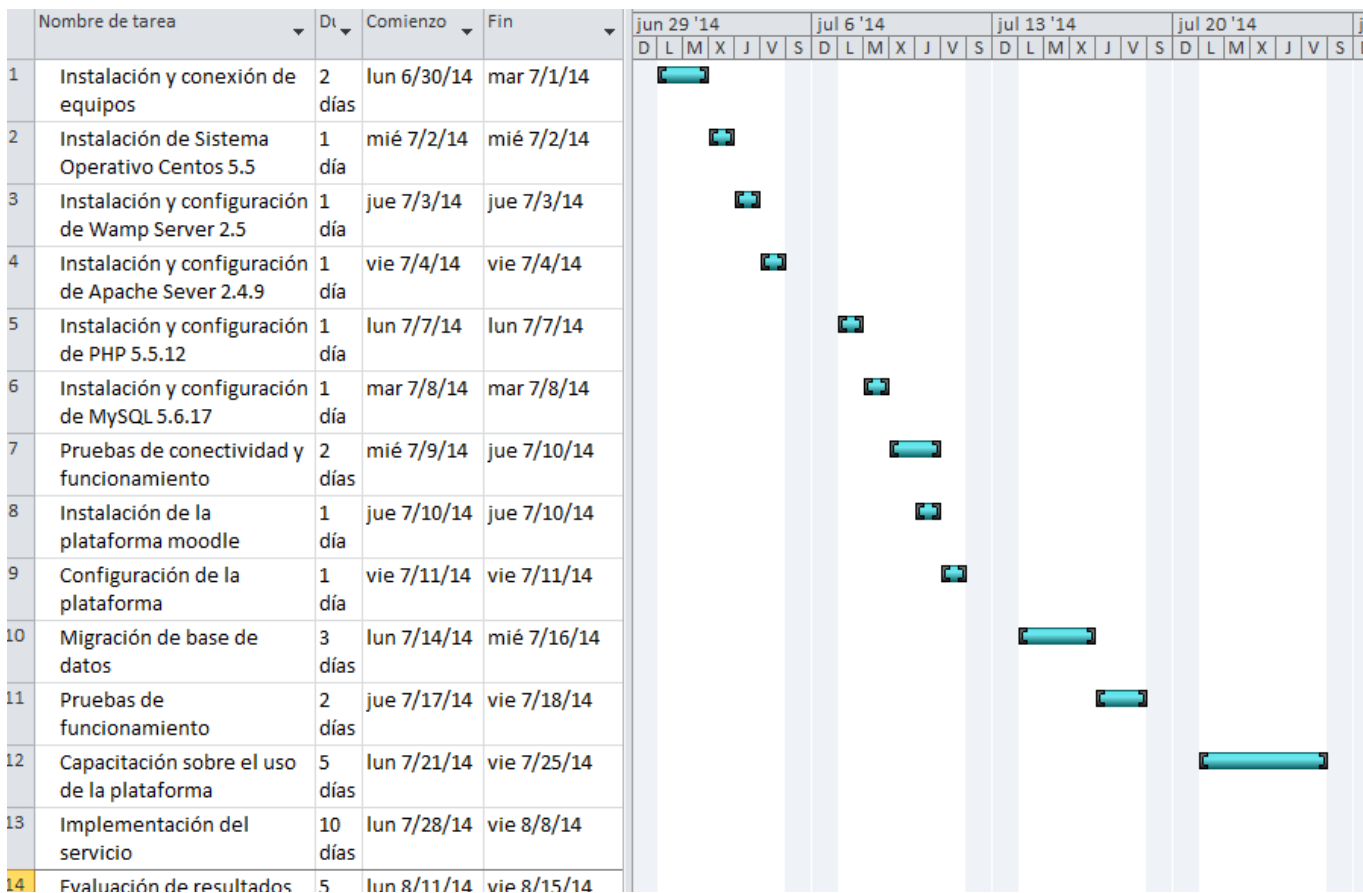 Nombre de tarea Du Comienzo Fin
jun 29 '14 jul 6 '14 jul 13 '14 jul 20 '14
D L M X J V S D L M X J V S D L M X J V S D L M X J V S
1 Instalación y conexión de 2 lun 6/30/14 mar 7/1/14
equipos días
2 Instalación de Sistema 1 mié 7/2/14 mié 7/2/14
Operativo Centos 5.5 día
3 Instalación y configuración 1 jue 7/3/14 jue 7/3/14
de Wamp Server 2.5 día
4 Instalación y configuración 1 vie 7/4/14 vie 7/4/14
de Apache Sever 2.4.9 día
5 Instalación y configuración 1 lun 7/7/14 lun 7/7/14
de PHP 5.5.12 día
6 Instalación y configuración 1 mar 7/8/14 mar 7/8/14
de MySQL 5.6.17 día
7 Pruebas de conectividad y 2 mié 7/9/14 jue 7/10/14
funcionamiento días
8 Instalación de la 1 jue 7/10/14 jue 7/10/14
plataforma moodle día
9 Configuración de la 1 vie 7/11/14 vie 7/11/14
plataforma día
10 Migración de base de 3 lun 7/14/14 mié 7/16/14
datos días
11 Pruebas de 2 jue 7/17/14 vie 7/18/14
funcionamiento días
12 Capacitación sobre el uso 5 lun 7/21/14 vie 7/25/14
de la plataforma días
13 Implementación del 10 lun 7/28/14 vie 8/8/14
servicio días
14 Evaluación de resultados 5 lun 8/11/14 vie 8/15/14